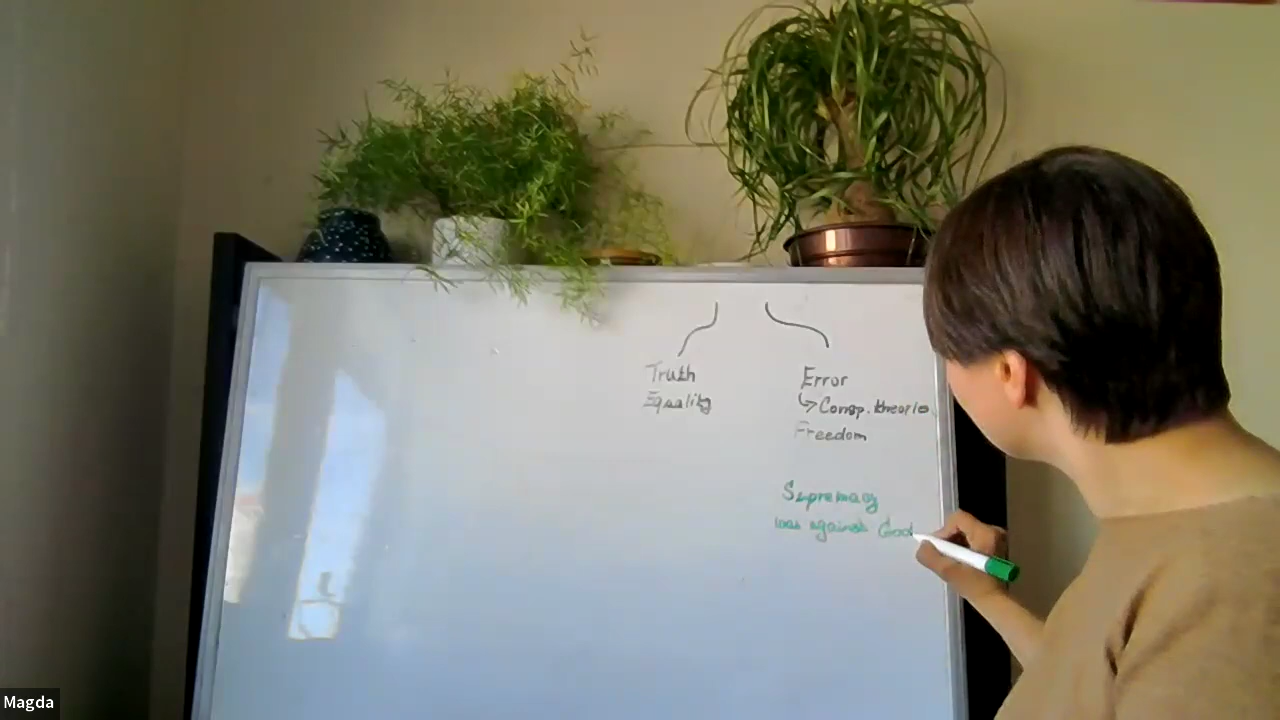 Truth
Error
Equality
↳ Consp. theories
Freedom
Supremacy
was against God
Magda